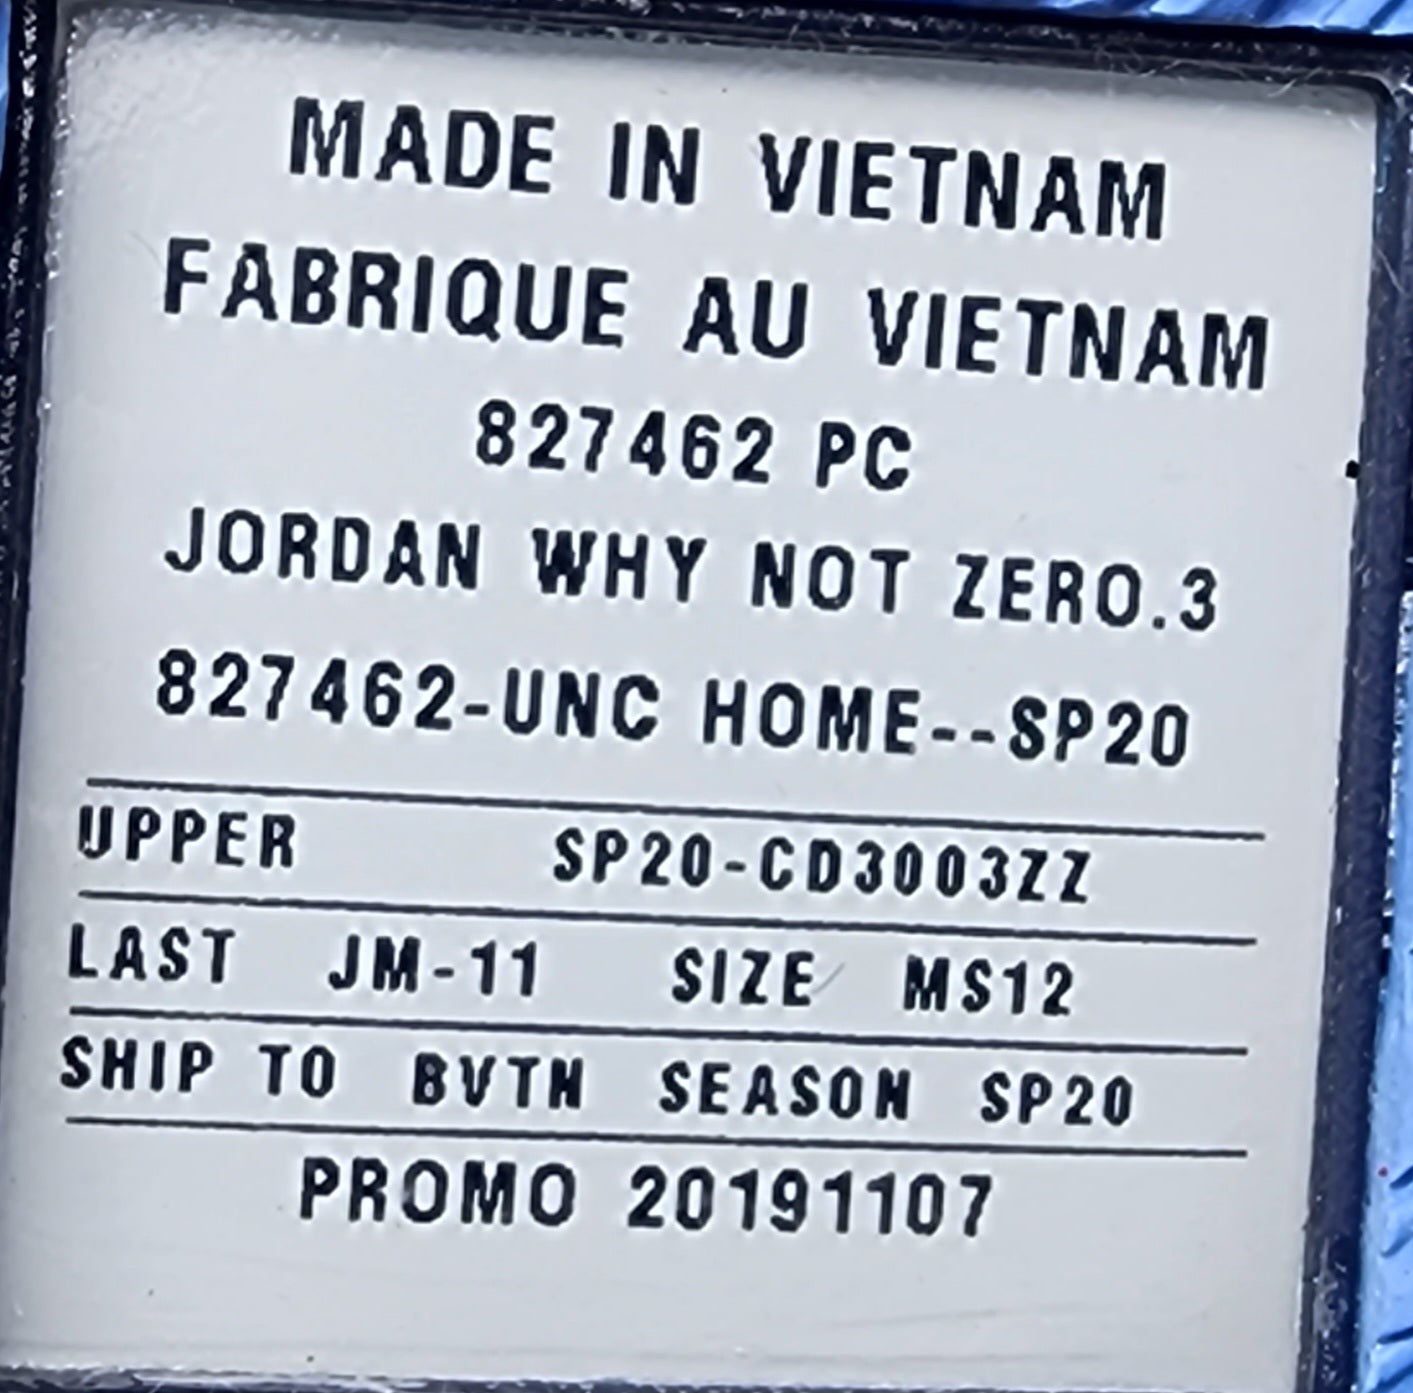 MADE IN VIETNAM
FABRIQUE AU VIETNAM
827462 PC
JORDAN WHY NOT ZERO.3
827462-UNC HOME--SP20
UPPER SP20-CD3003ZZ
LAST JM-11 SIZE MS12
SHIP TO BVTN SEASON SP20
PROMO 20191107